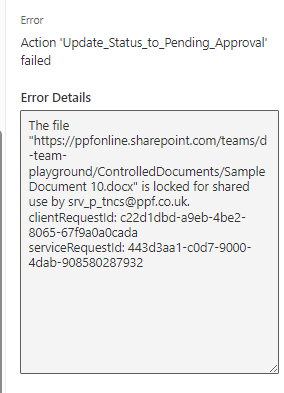 Error
Action 'Update_Status_to_Pending_Approval'
failed
Error Details
The file
"https://ppfonline.sharepoint.com/teams/d
-team-
playground/ControlledDocuments/Sample
Document 10.docx" is locked for shared
use by srv_p_tncs@ppf.co.uk.
clientRequestId: c22d1dbd-a9eb-4be2-
8065-67f9a0a0cada
serviceRequestId: 443d3aa1-c0d7-9000-
4dab-908580287932